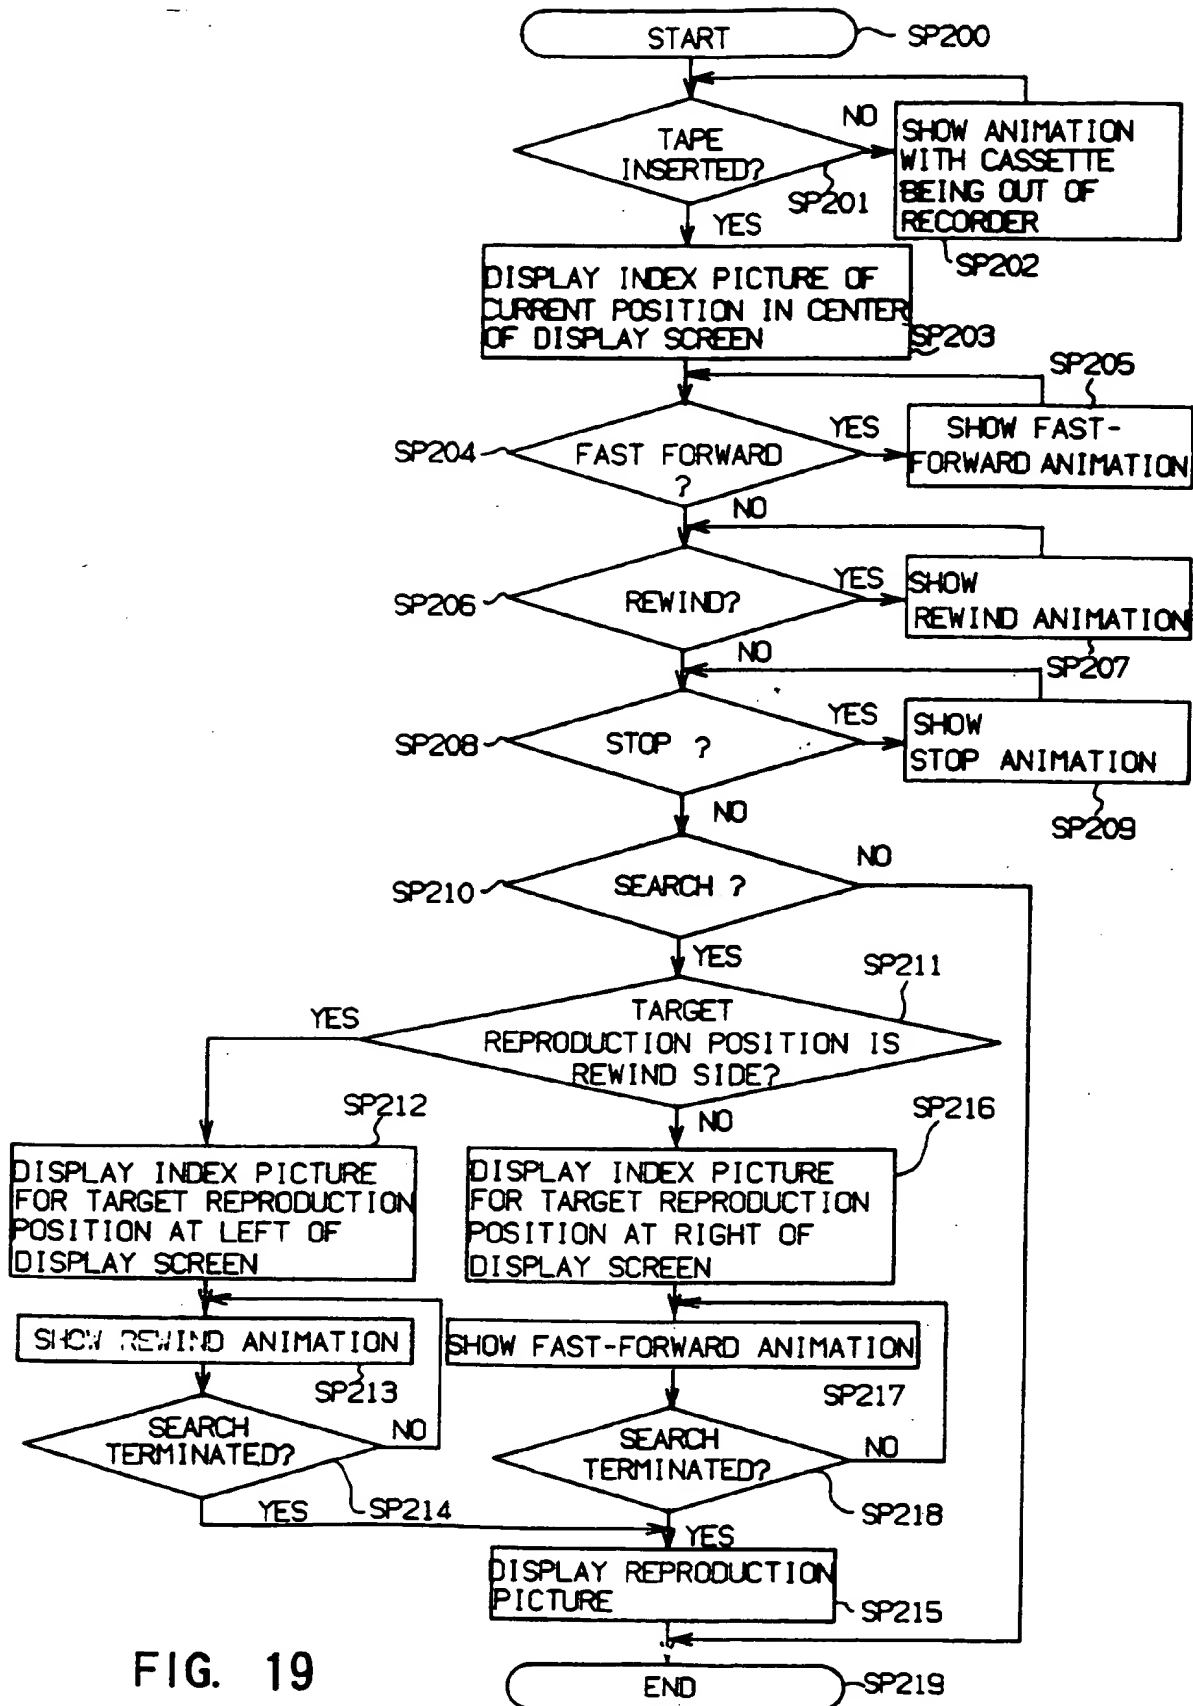 START
SP200
NO
TAPE
INSERTED?
SP201
SHOW ANIMATION
WITH CASSETTE
BEING OUT OF
RECORDER
SP202
YES
DISPLAY INDEX PICTURE OF
CURRENT POSITION IN CENTER
OF DISPLAY SCREEN
SP203
SP205
SP204
FAST FORWARD
?
YES
SHOW FAST-
FORWARD ANIMATION
NO
SP206
REWIND?
YES
SHOW
REWIND ANIMATION
SP207
NO
SP208
STOP ?
YES
SHOW
STOP ANIMATION
SP209
NO
SP210
SEARCH ?
NO
YES
SP211
TARGET
REPRODUCTION POSITION IS
REWIND SIDE?
YES
NO
SP212
SP216
DISPLAY INDEX PICTURE
FOR TARGET REPRODUCTION
POSITION AT LEFT OF
DISPLAY SCREEN
DISPLAY INDEX PICTURE
FOR TARGET REPRODUCTION
POSITION AT RIGHT OF
DISPLAY SCREEN
SHOW REWIND ANIMATION
SP213
SHOW FAST-FORWARD ANIMATION
SP217
SEARCH
TERMINATED?
NO
SP214
YES
SEARCH
TERMINATED?
NO
SP218
YES
DISPLAY REPRODUCTION
PICTURE
SP215
END
SP219
FIG. 19